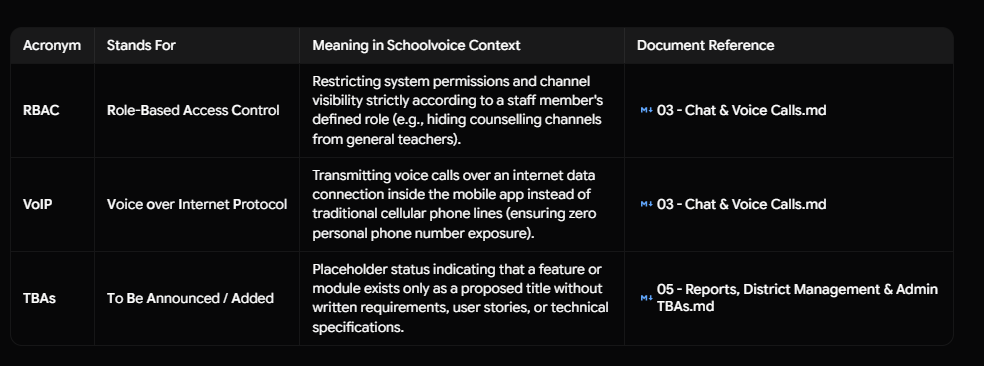 Acronym Stands For Meaning in Schoolvoice Context Document Reference
RBAC
Role-Based Access Control
Restricting system permissions and channel
visibility strictly according to a staff member's
defined role (e.g., hiding counselling channels
from general teachers).
03 - Chat & Voice Calls.md
VoIP
Voice over Internet Protocol
Transmitting voice calls over an internet data
connection inside the mobile app instead of
traditional cellular phone lines (ensuring zero
personal phone number exposure).
03 - Chat & Voice Calls.md
TBAs
To Be Announced / Added
Placeholder status indicating that a feature or
module exists only as a proposed title without
written requirements, user stories, or technical
specifications.
05 - Reports, District Management & Admin
TBAs.md